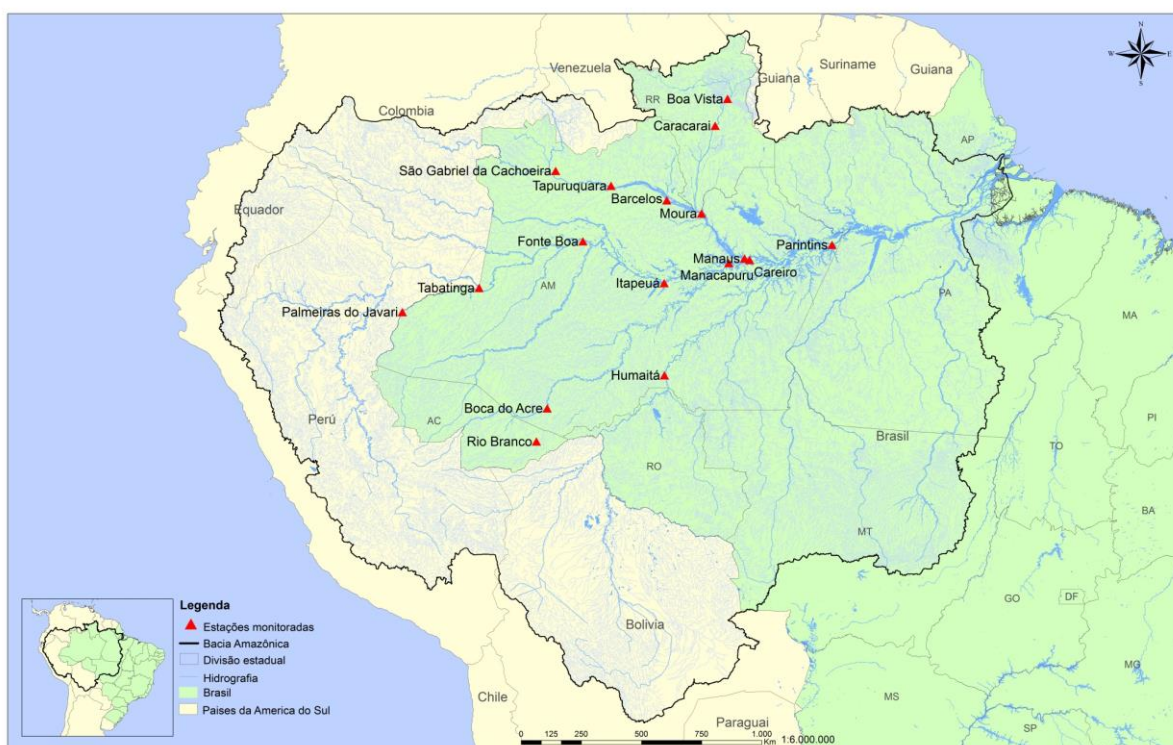 N
W
E
S
Venezuela
Guiana
Suriname
Guiana
Colombia
RR
Boa Vista
Caracarai
AP
São Gabriel da Cachoeira
Tapuruquara
Barcelos
Moura
Equador
Fonte Boa
Parintins
Manaus
Careiro
Manacapuru
Itapeuá
AM
Tabatinga
PA
Palmeiras do Javari
MA
Humaitá
Boca do Acre
Perú
AC
Brasil
PI
Rio Branco
TO
RO
BA
MT
GO
DF
Bolívia
MG
Chile
MS
Paraguai
SP
Legenda
Estações monitoradas
Bacia Amazônica
Divisão estadual
Hidrografia
Brasil
Paises da America do Sul
0 125 250 500 750 1.000
Km
1:6.000.000